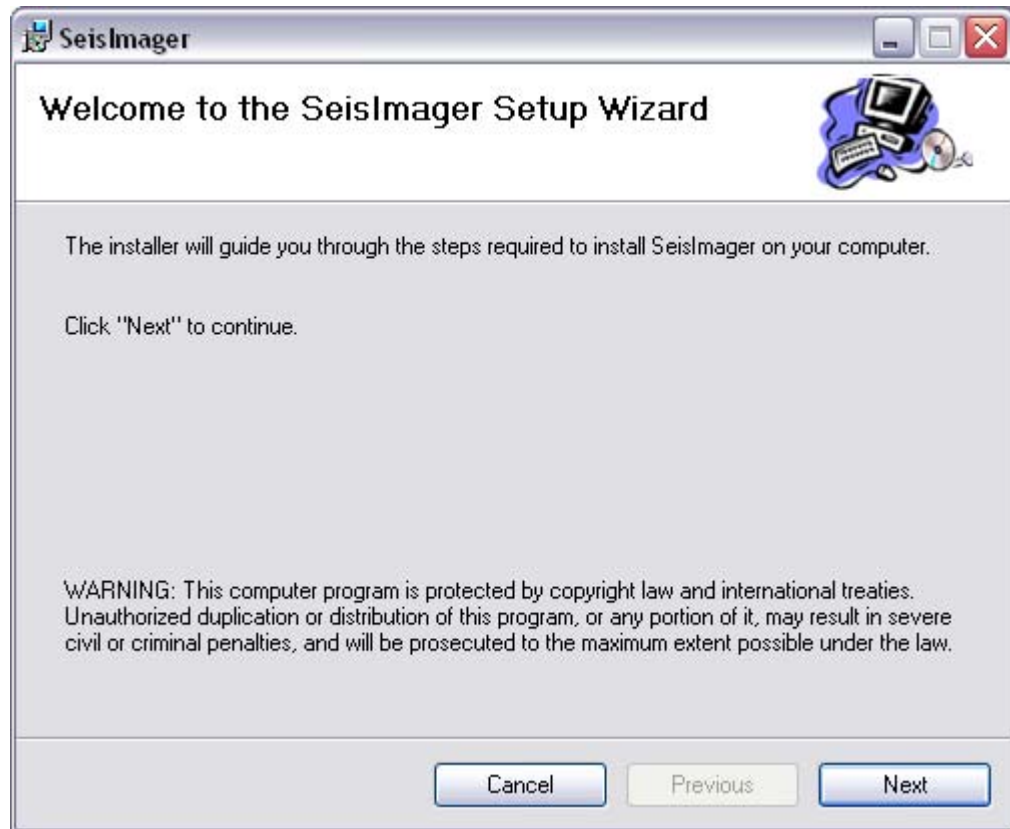 SeisImager
Welcome to the SeisImager Setup Wizard
The installer will guide you through the steps required to install SeisImager on your computer.
Click "Next" to continue.
WARNING: This computer program is protected by copyright law and international treaties.
Unauthorized duplication or distribution of this program, or any portion of it, may result in severe
civil or criminal penalties, and will be prosecuted to the maximum extent possible under the law.
Cancel Previous Next